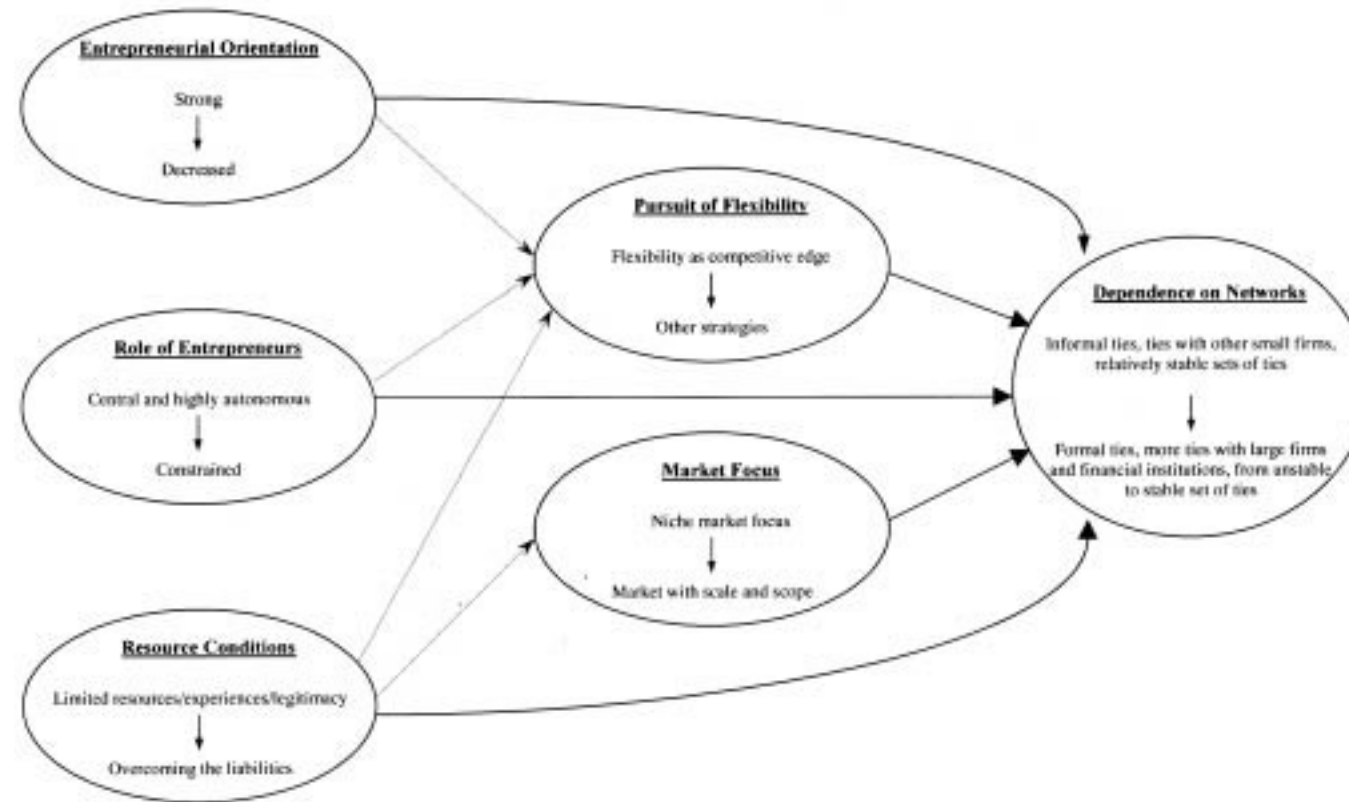 Entrepreneurial Orientation
Strong
Decreased
Role of Entrepreneurs
Central and highly autonomous
Constrained
Resource Conditions
Limited resources/experiences/legitimacy
Overcoming the liabilities
Pursuit of Flexibility
Flexibility as competitive edge
Other strategies
Market Focus
Niche market focus
Market with scale and scope
Dependence on Networks
Informal ties, ties with other small firms,
relatively stable sets of ties
Formal ties, more ties with large firms
and financial institutions, from unstable
to stable set of ties